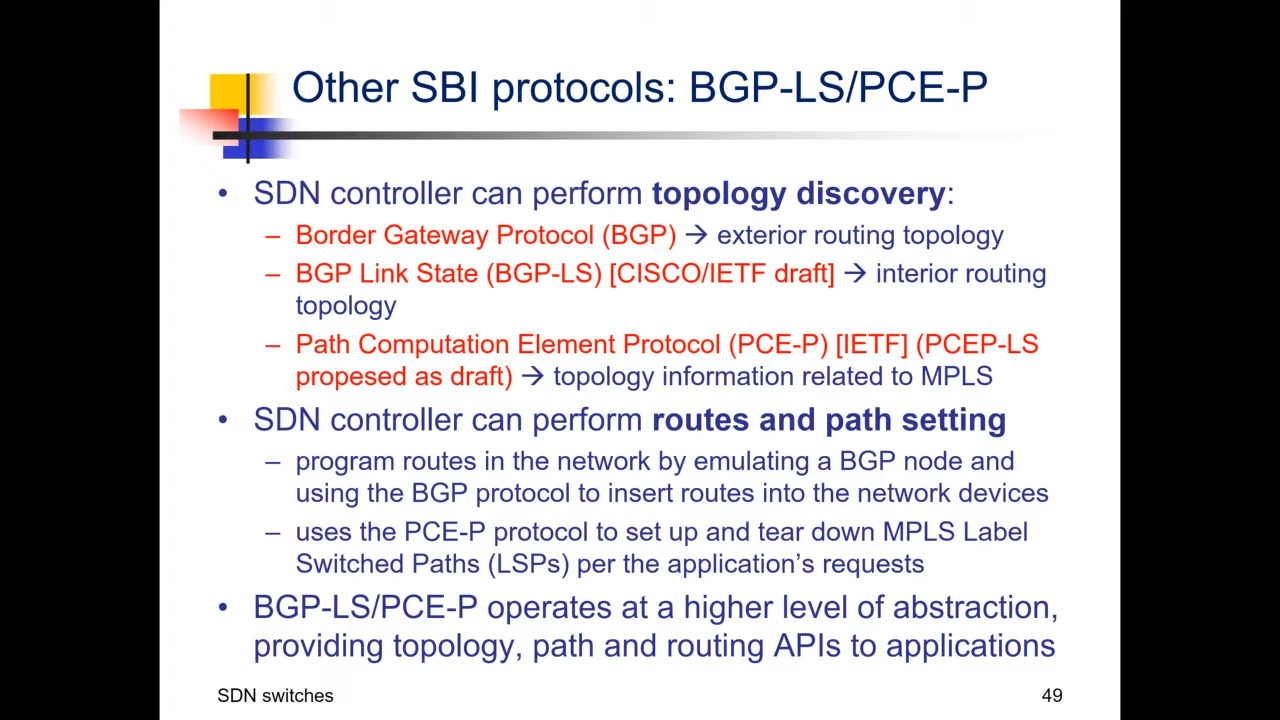 Other SBI protocols: BGP-LS/PCE-P
• SDN controller can perform topology discovery:
– Border Gateway Protocol (BGP) → exterior routing topology
– BGP Link State (BGP-LS) [CISCO/IETF draft] → interior routing
topology
– Path Computation Element Protocol (PCE-P) [IETF] (PCEP-LS
propesed as draft) → topology information related to MPLS
• SDN controller can perform routes and path setting
– program routes in the network by emulating a BGP node and
using the BGP protocol to insert routes into the network devices
– uses the PCE-P protocol to set up and tear down MPLS Label
Switched Paths (LSPs) per the application’s requests
• BGP-LS/PCE-P operates at a higher level of abstraction,
providing topology, path and routing APIs to applications
SDN switches
49